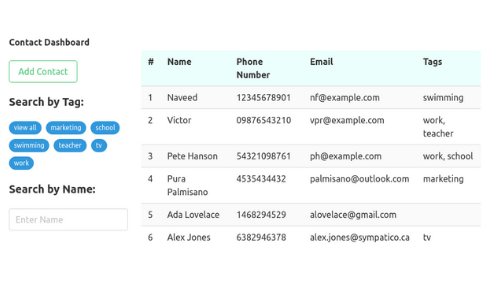 Contact Dashboard
Add Contact
Search by Tag:
view all marketing school
swimming teacher tv
work
Search by Name:
Enter Name
# Name Phone Number Email Tags
1 Naveed 12345678901 nf@example.com swimming
2 Victor 09876543210 vpr@example.com work, teacher
3 Pete Hanson 54321098761 ph@example.com work, school
4 Pura Palmisano 4535434432 palmisano@outlook.com marketing
5 Ada Lovelace 1468294529 alovelace@gmail.com
6 Alex Jones 6382946378 alex.jones@sympatico.ca tv